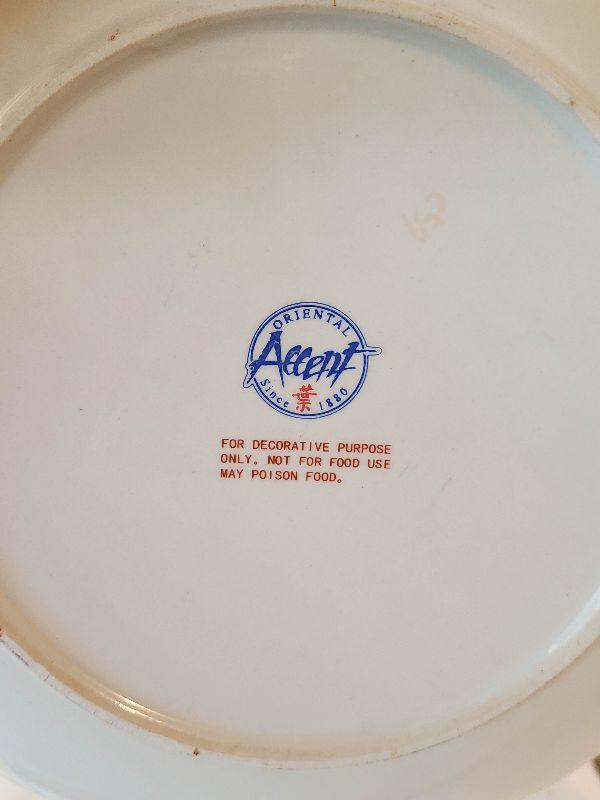 ORIENTAL
Accent
Since 葉 1880
FOR DECORATIVE PURPOSE
ONLY. NOT FOR FOOD USE
MAY POISON FOOD.